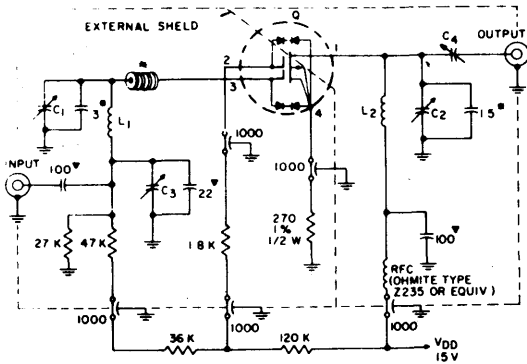 EXTERNAL SHIELD
Q
OUTPUT
C4
2
3
4
C1
3
L1
L2
C2
1.5
1000
INPUT
100
C3
22
1000
27 K
47 K
1.8 K
270
1%
1/2 W
100
RFC
(OHMITE TYPE
Z235 OR EQUIV.)
1000
1000
1000
36 K
120 K
VDD
15 V